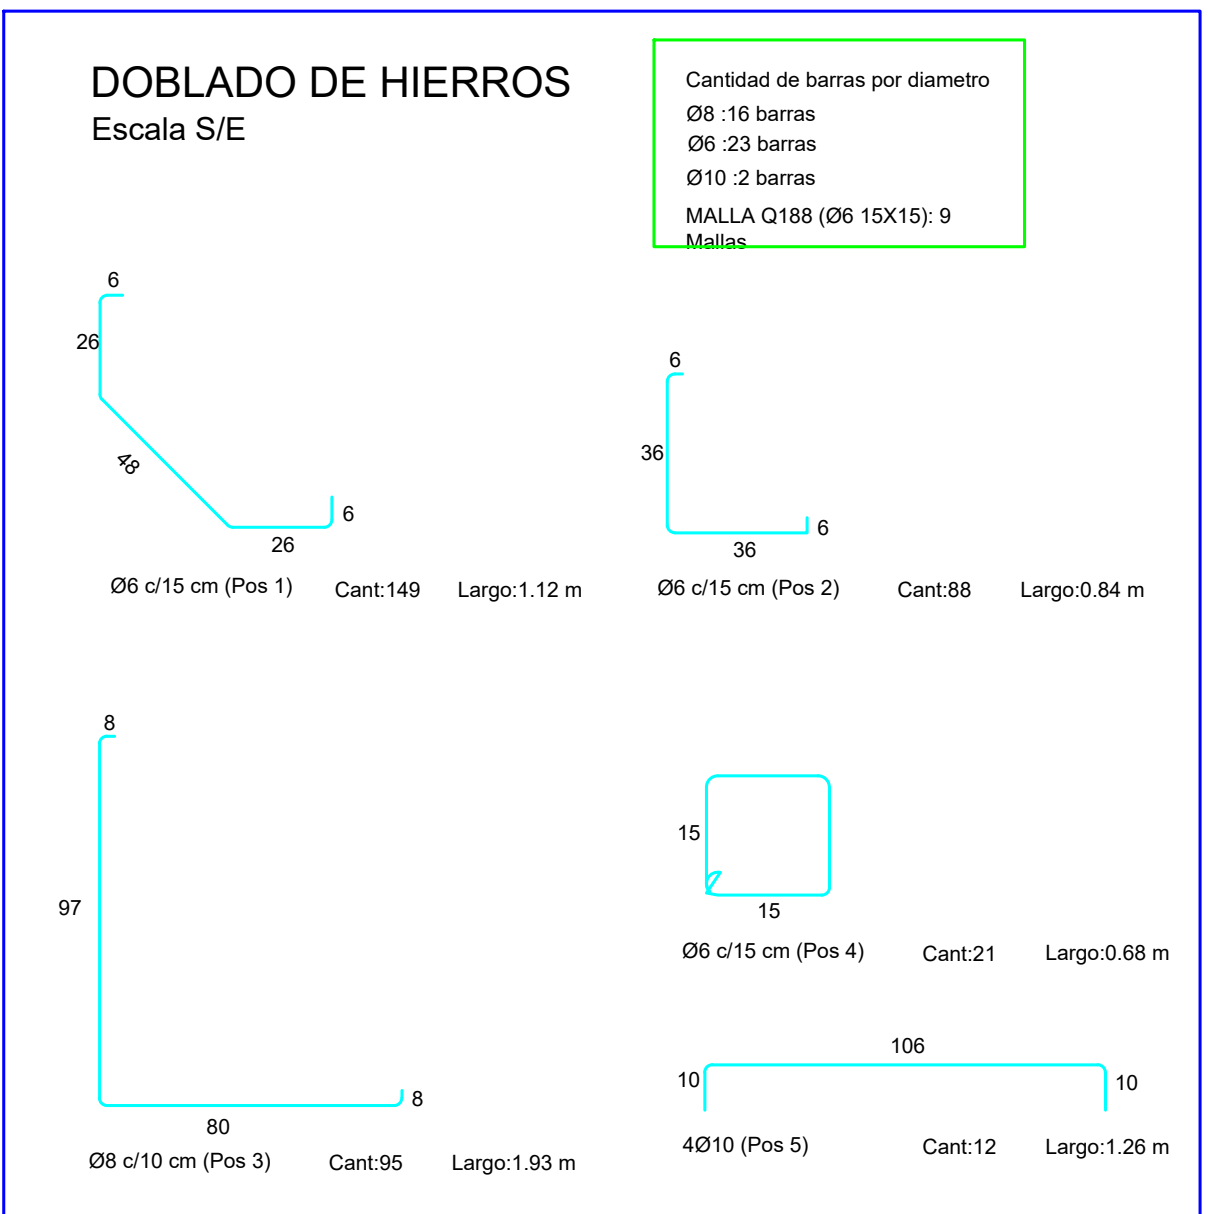 DOBLADO DE HIERROS
Escala S/E
Cantidad de barras por diametro
Ø8 :16 barras
Ø6 :23 barras
Ø10 :2 barras
MALLA Q188 (Ø6 15X15): 9
Mallas
6
26
48
26
6
Ø6 c/15 cm (Pos 1) Cant:149 Largo:1.12 m
6
36
36
6
Ø6 c/15 cm (Pos 2) Cant:88 Largo:0.84 m
8
97
80
8
Ø8 c/10 cm (Pos 3) Cant:95 Largo:1.93 m
15
15
Ø6 c/15 cm (Pos 4) Cant:21 Largo:0.68 m
106
10
10
4Ø10 (Pos 5) Cant:12 Largo:1.26 m